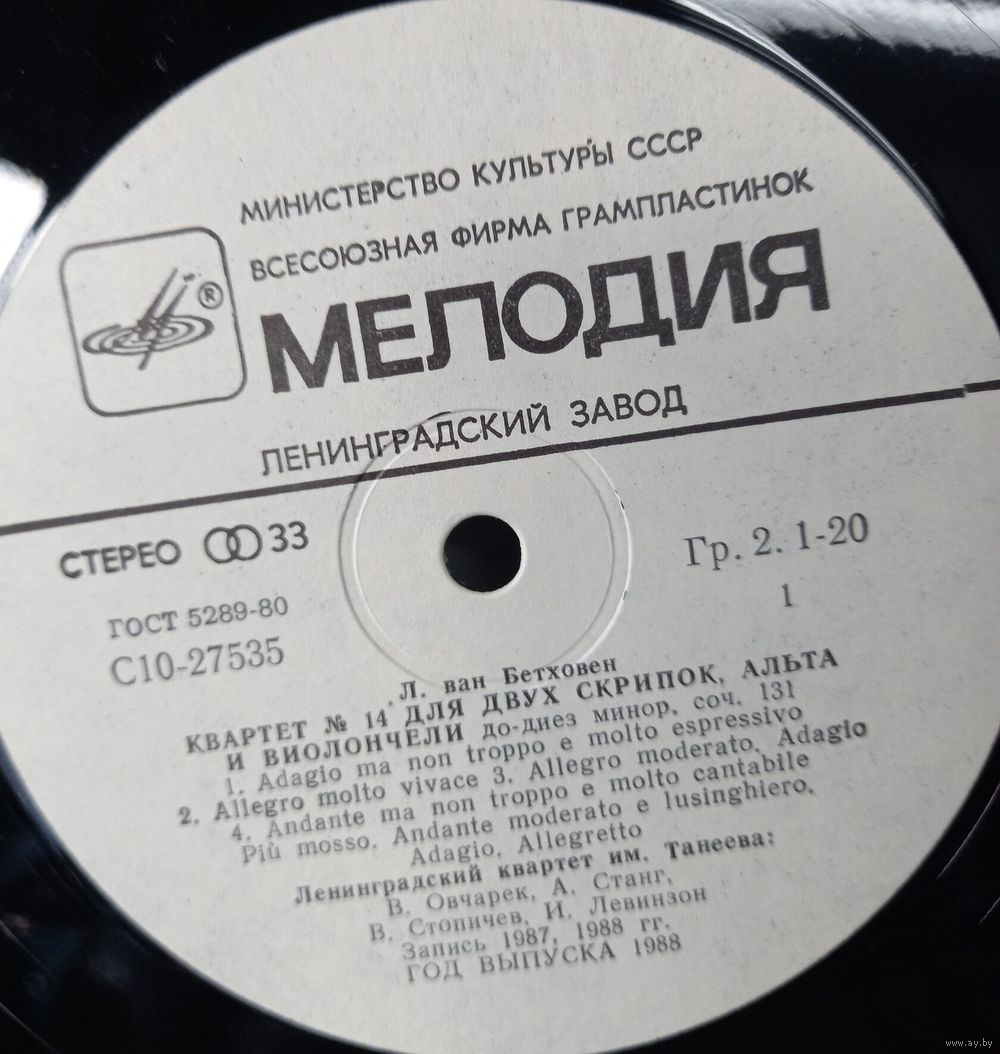 МИНИСТЕРСТВО КУЛЬТУРЫ СССР
ВСЕСОЮЗНАЯ ФИРМА ГРАМПЛАСТИНОК
®
МЕЛОДИЯ
ЛЕНИНГРАДСКИЙ ЗАВОД
СТЕРЕО 33
Гр. 2. 1-20
ГОСТ 5289-80
1
С10-27535
Л. ван Бетховен
КВАРТЕТ № 14 ДЛЯ ДВУХ СКРИПОК, АЛЬТА
И ВИОЛОНЧЕЛИ до-диез минор, соч. 131
1. Adagio ma non troppo e molto espressivo
2. Allegro molto vivace 3. Allegro moderato. Adagio
4. Andante ma non troppo e molto cantabile
Più mosso. Andante moderato e lusinghiero.
Adagio. Allegretto
Ленинградский квартет им. Танеева:
В. Овчарек, А. Станг,
В. Стопичев, И. Левинзон
Запись 1987, 1988 гг.
ГОД ВЫПУСКА 1988
www.ay.by